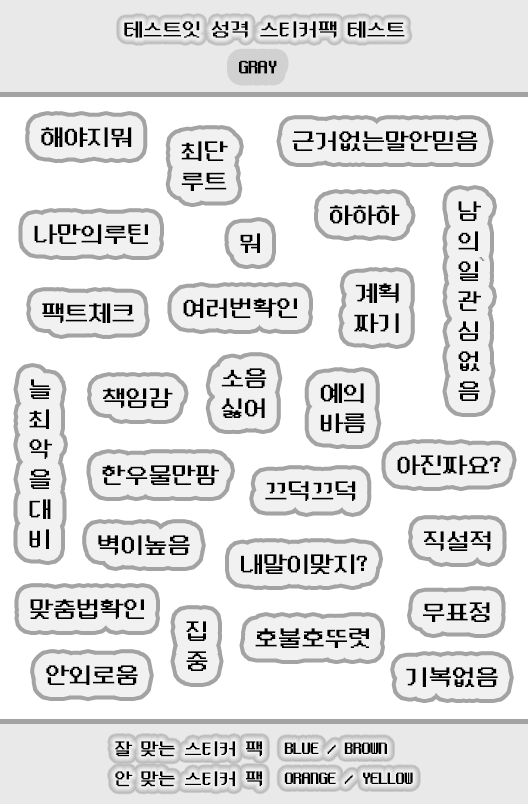 테스트잇 성격 스티커팩 테스트
GRAY
해야지뭐
최단
루트
근거없는말안믿음
나만의루틴
뭐
하하하
남
의
일
관
심
없
음
팩트체크
여러번확인
계획
짜기
늘
최
악
을
대
비
책임감
소음
싫어
예의
바름
한우물만팜
끄덕끄덕
아진짜요?
벽이높음
내말이맞지?
직설적
맞춤법확인
집
중
호불호뚜렷
무표정
안외로움
기복없음
잘 맞는 스티커 팩 BLUE / BROWN
안 맞는 스티커 팩 ORANGE / YELLOW